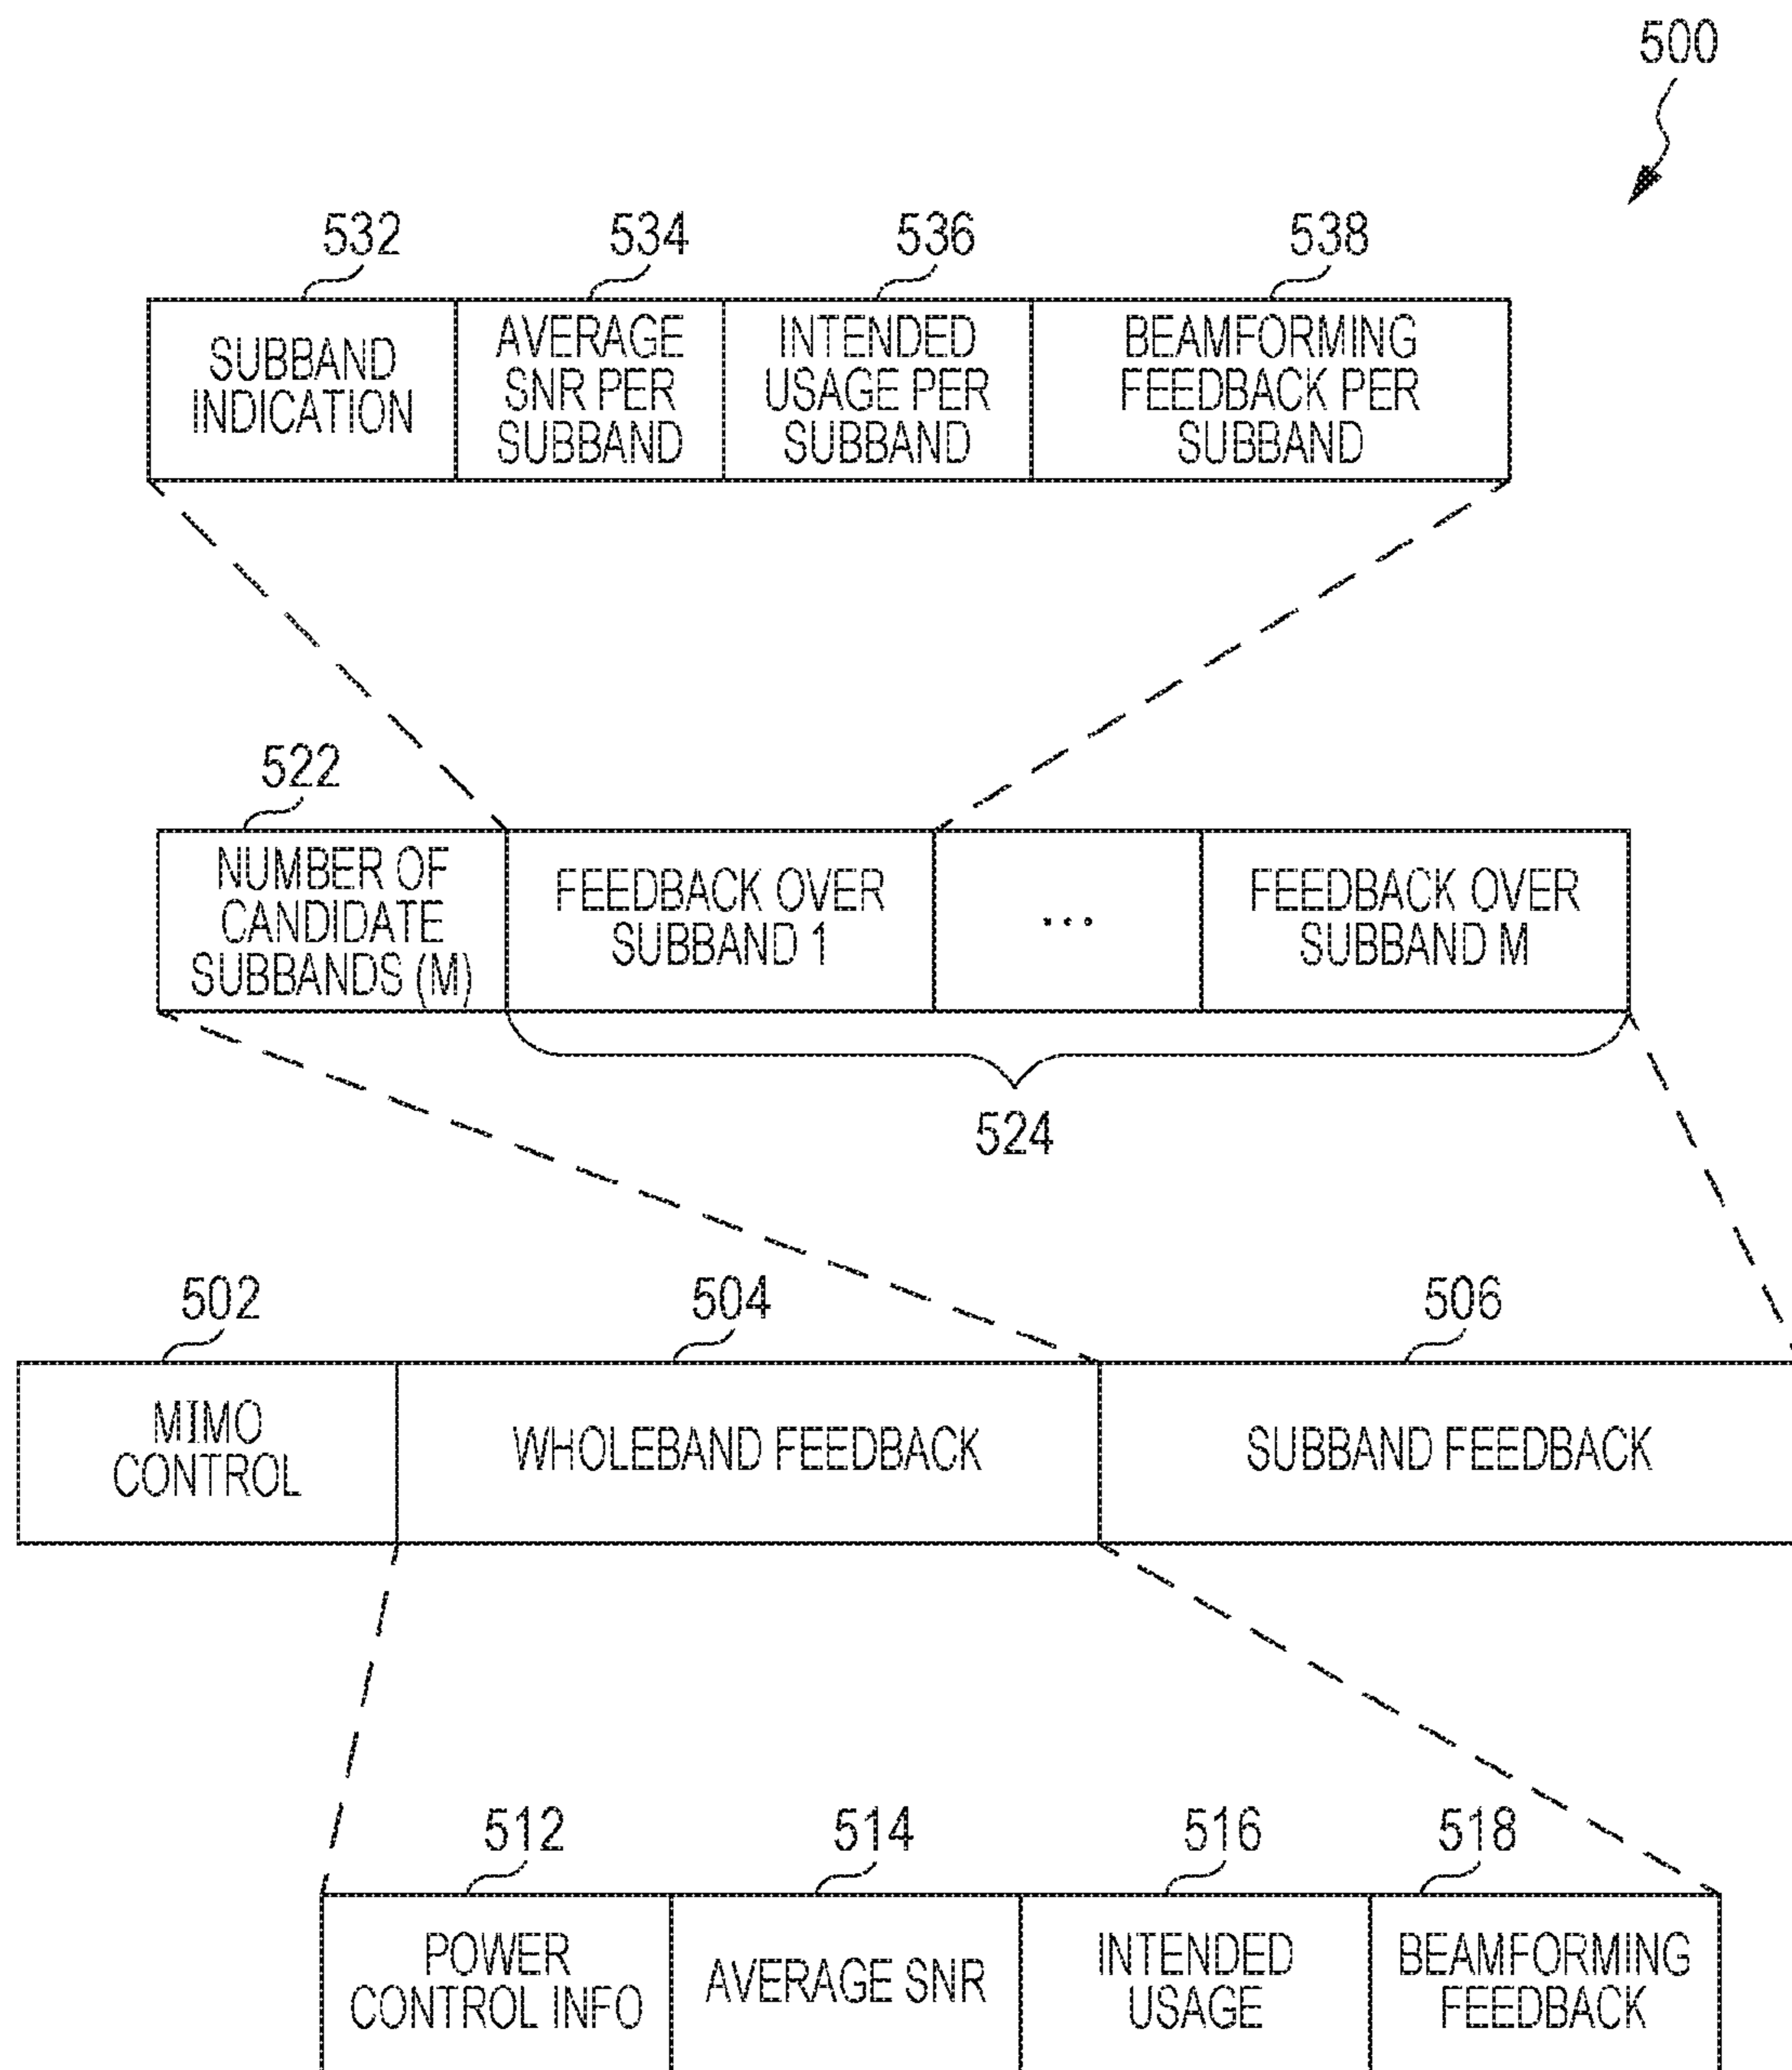 500
532 534 536 538
SUBBAND INDICATION
AVERAGE SNR PER SUBBAND
INTENDED USAGE PER SUBBAND
BEAMFORMING FEEDBACK PER SUBBAND
522
NUMBER OF CANDIDATE SUBBANDS (M)
FEEDBACK OVER SUBBAND 1
...
FEEDBACK OVER SUBBAND M
524
502 504 506
MIMO CONTROL
WHOLEBAND FEEDBACK
SUBBAND FEEDBACK
512 514 516 518
POWER CONTROL INFO
AVERAGE SNR
INTENDED USAGE
BEAMFORMING FEEDBACK